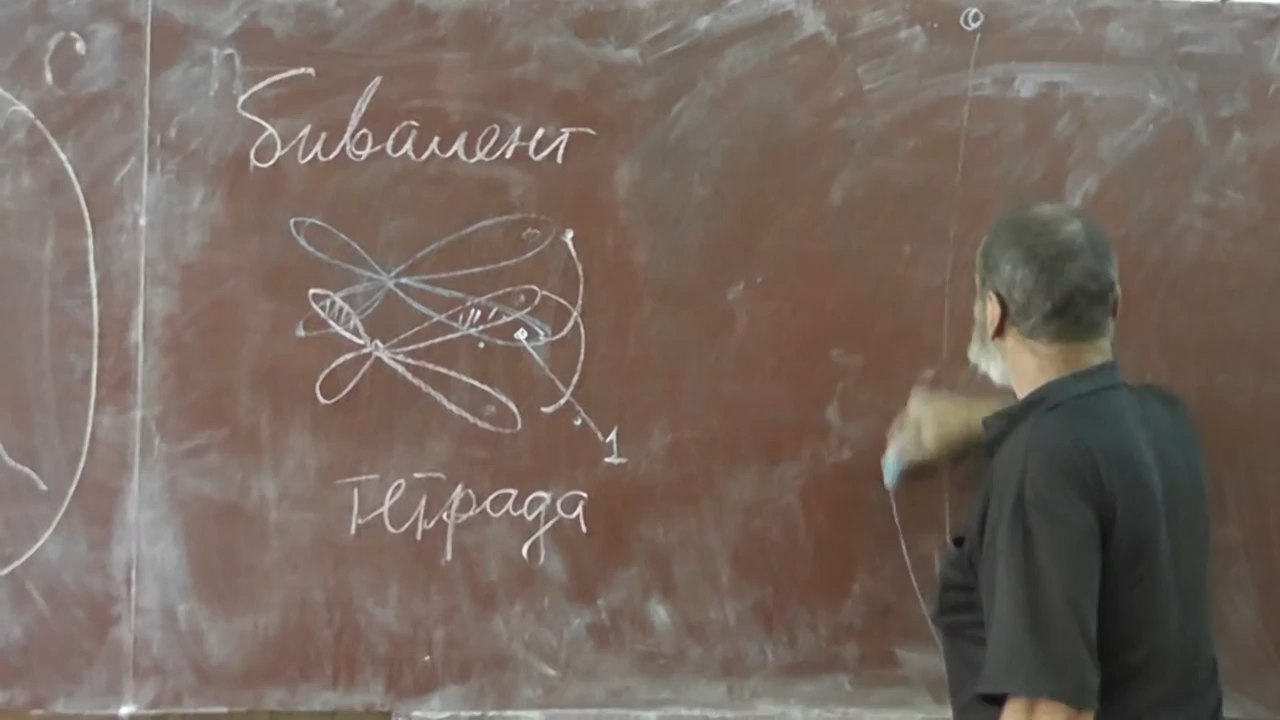 с
п
бивалент
1
тетрада